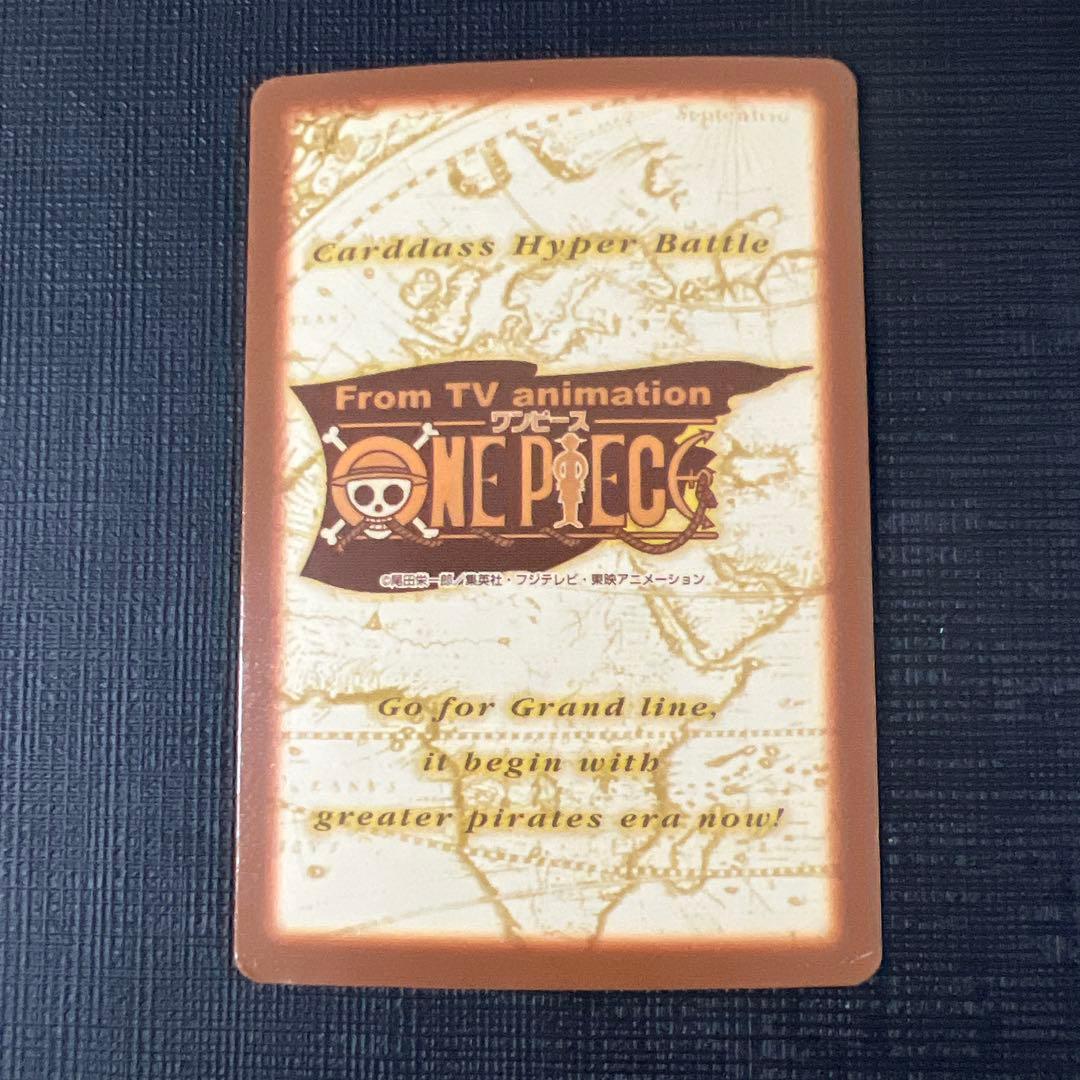 Septentrio
Carddass Hyper Battle
From TV animation
ワンピース
ONE PIECE
©尾田栄一郎/集英社・フジテレビ・東映アニメーション
Go for Grand line,
it begin with
greater pirates era now!